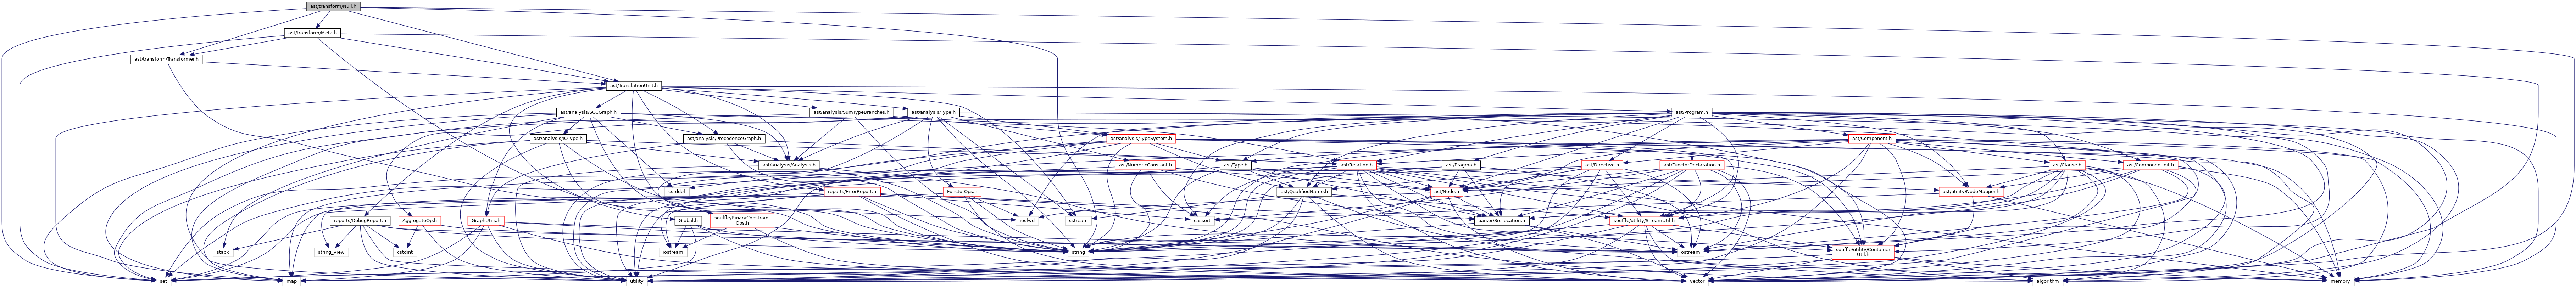 ast/transform/Null.h
ast/transform/Meta.h
ast/transform/Transformer.h
ast/TranslationUnit.h
ast/analysis/SCCGraph.h
ast/analysis/SumTypeBranches.h
ast/analysis/Type.h
ast/Program.h
ast/analysis/IOType.h
ast/analysis/PrecedenceGraph.h
ast/analysis/TypeSystem.h
ast/Component.h
ast/analysis/Analysis.h
ast/NumericConstant.h
ast/Type.h
ast/Relation.h
ast/Pragma.h
ast/Directive.h
ast/FunctorDeclaration.h
ast/Clause.h
ast/ComponentInit.h
cstddef
reports/ErrorReport.h
FunctorOps.h
ast/QualifiedName.h
ast/Node.h
ast/utility/NodeMapper.h
reports/DebugReport.h
AggregateOp.h
GraphUtils.h
Global.h
souffle/BinaryConstraint
Ops.h
iosfwd
sstream
cassert
parser/SrcLocation.h
souffle/utility/StreamUtil.h
stack
string_view
cstdint
iostream
string
ostream
souffle/utility/Container
Util.h
set
map
utility
vector
algorithm
memory